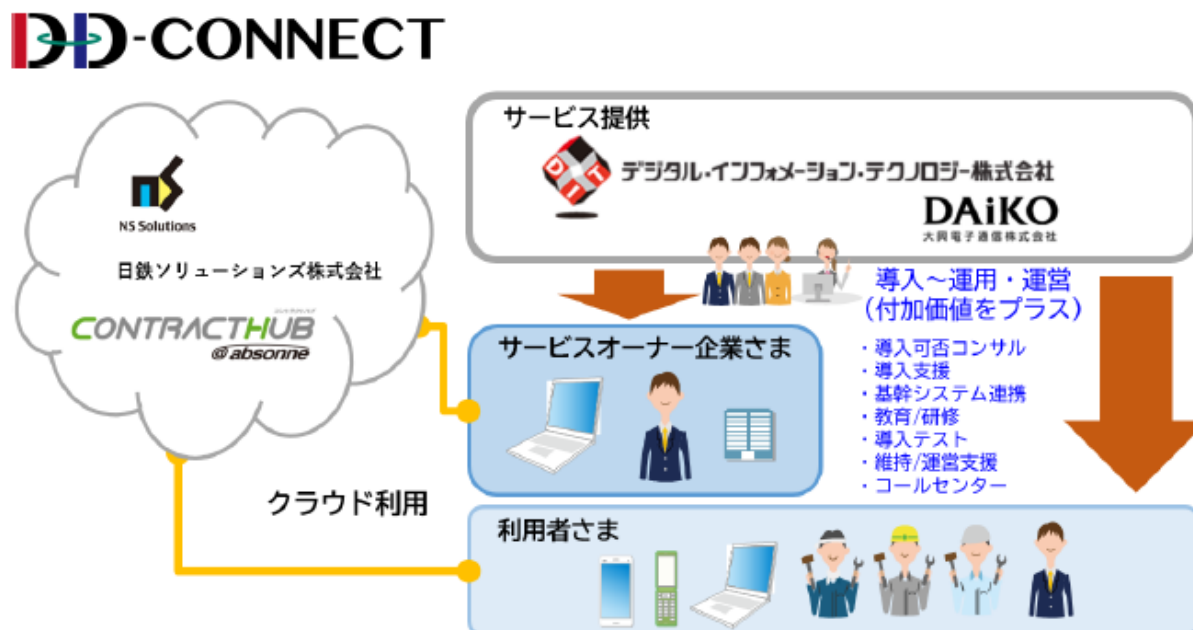 DD-CONNECT
サービス提供
DIT
デジタル・インフォメーション・テクノロジー株式会社
DAiKO
大興電子通信株式会社
NS Solutions
日鉄ソリューションズ株式会社
CONTRACTHUB
@absonne
導入～運用・運営
(付加価値をプラス)
・導入可否コンサル
・導入支援
・基幹システム連携
・教育/研修
・導入テスト
・維持/運営支援
・コールセンター
サービスオーナー企業さま
クラウド利用
利用者さま